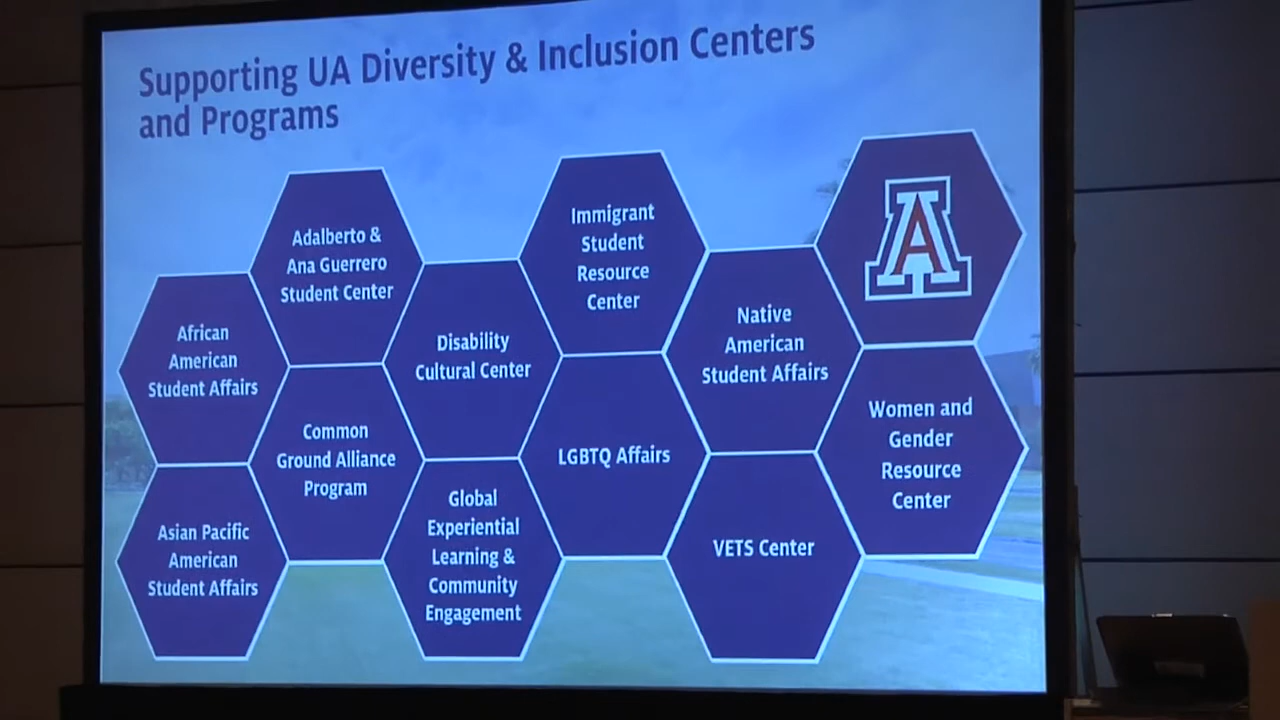 Supporting UA Diversity & Inclusion Centers
and Programs
African
American
Student Affairs
Adalberto &
Ana Guerrero
Student Center
Disability
Cultural Center
Immigrant
Student
Resource
Center
Native
American
Student Affairs
A
Asian Pacific
American
Student Affairs
Common
Ground Alliance
Program
Global
Experiential
Learning &
Community
Engagement
LGBTQ Affairs
VETS Center
Women and
Gender
Resource
Center